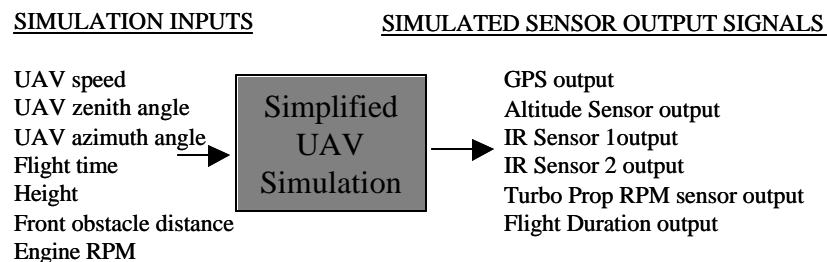 SIMULATION INPUTS
SIMULATED SENSOR OUTPUT SIGNALS
UAV speed
UAV zenith angle
UAV azimuth angle
Flight time
Height
Front obstacle distance
Engine RPM
Simplified
UAV
Simulation
GPS output
Altitude Sensor output
IR Sensor 1output
IR Sensor 2 output
Turbo Prop RPM sensor output
Flight Duration output